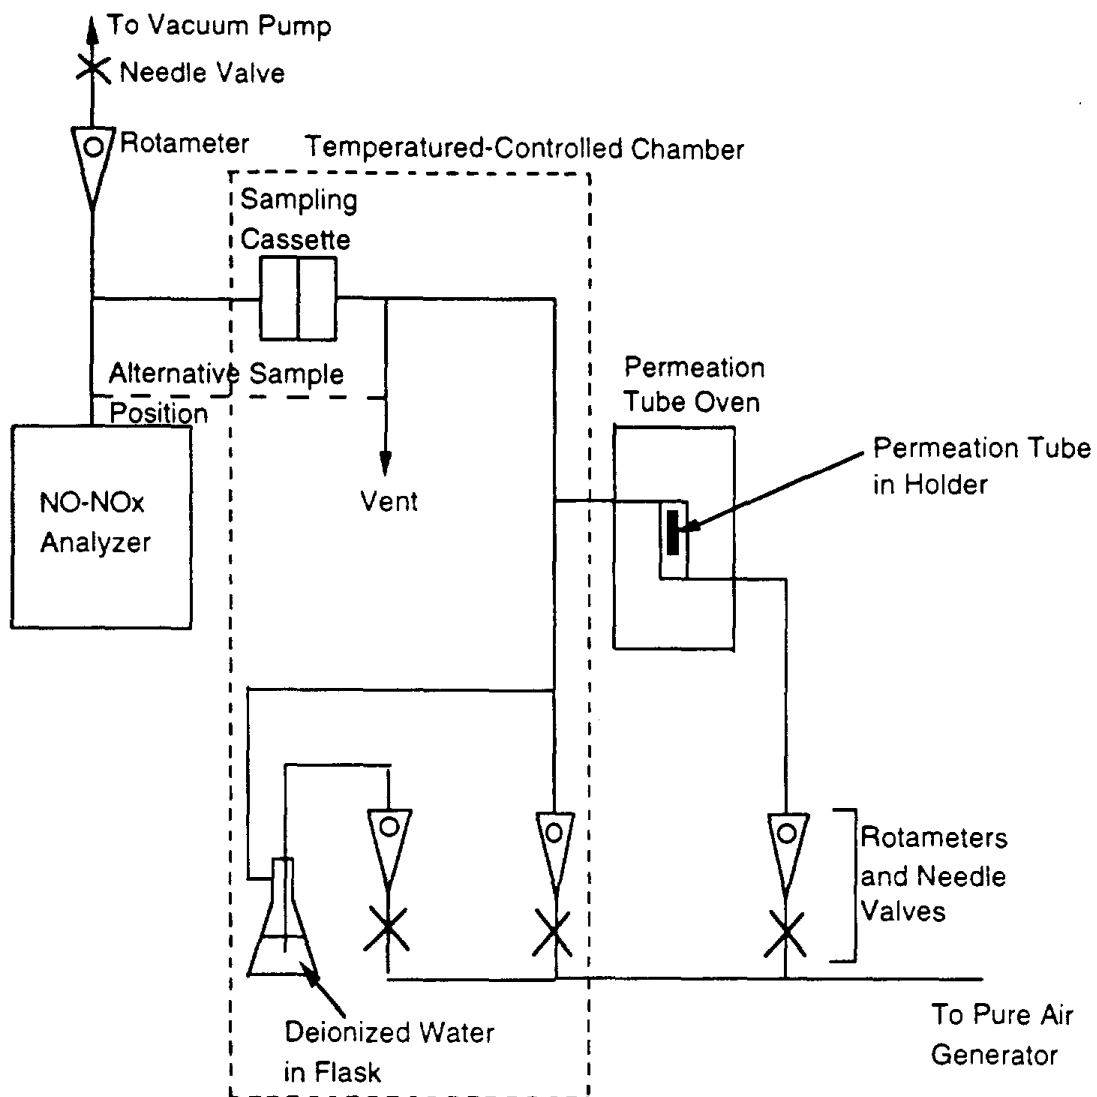 To Vacuum Pump
Needle Valve
Rotameter
Temperatured-Controlled Chamber
Sampling
Cassette
Alternative Sample
Position
Permeation
Tube Oven
Permeation Tube
in Holder
NO-NOx
Analyzer
Vent
Rotameters
and Needle
Valves
Deionized Water
in Flask
To Pure Air
Generator